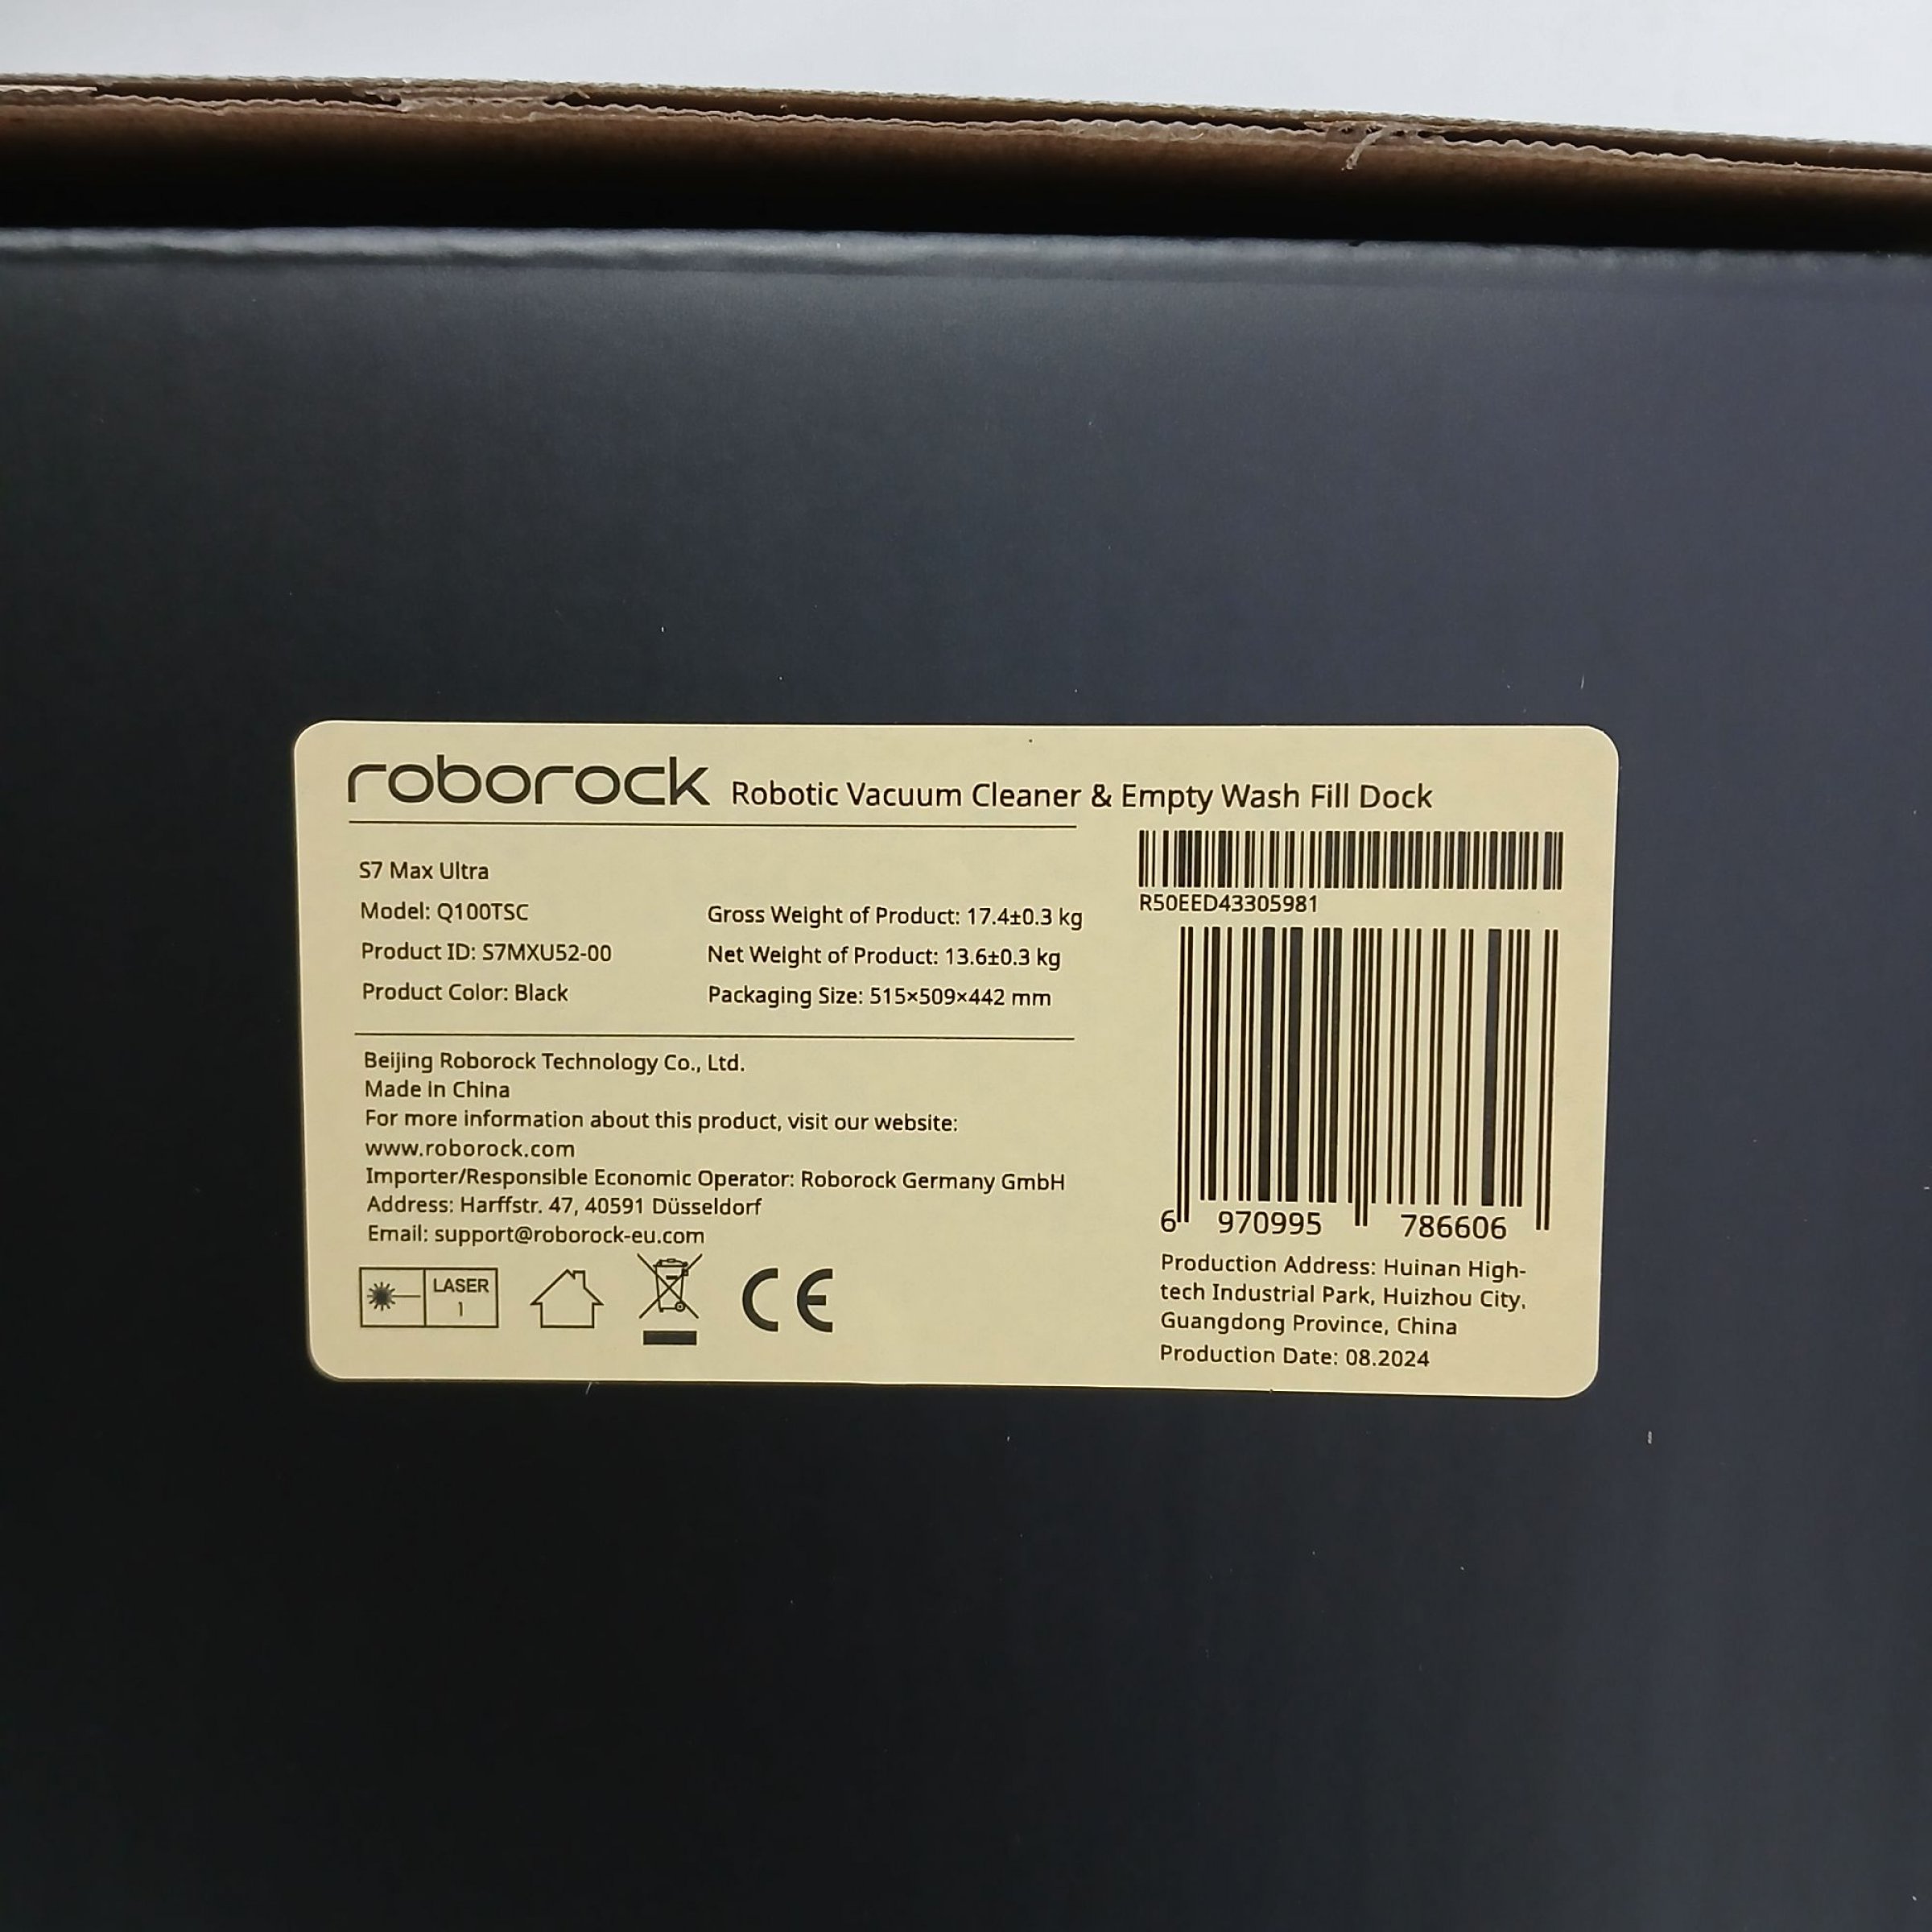 roborock Robotic Vacuum Cleaner & Empty Wash Fill Dock
S7 Max Ultra
Model: Q100TSC
Product ID: S7MXU52-00
Product Color: Black
Gross Weight of Product: 17.4±0.3 kg
Net Weight of Product: 13.6±0.3 kg
Packaging Size: 515×509×442 mm
Beijing Roborock Technology Co., Ltd.
Made in China
For more information about this product, visit our website:
www.roborock.com
Importer/Responsible Economic Operator: Roborock Germany GmbH
Address: Harffstr. 47, 40591 Düsseldorf
Email: support@roborock-eu.com
LASER
1
CE
R50EED43305981
6 970995 786606
Production Address: Huinan High-
tech Industrial Park, Huizhou City,
Guangdong Province, China
Production Date: 08.2024